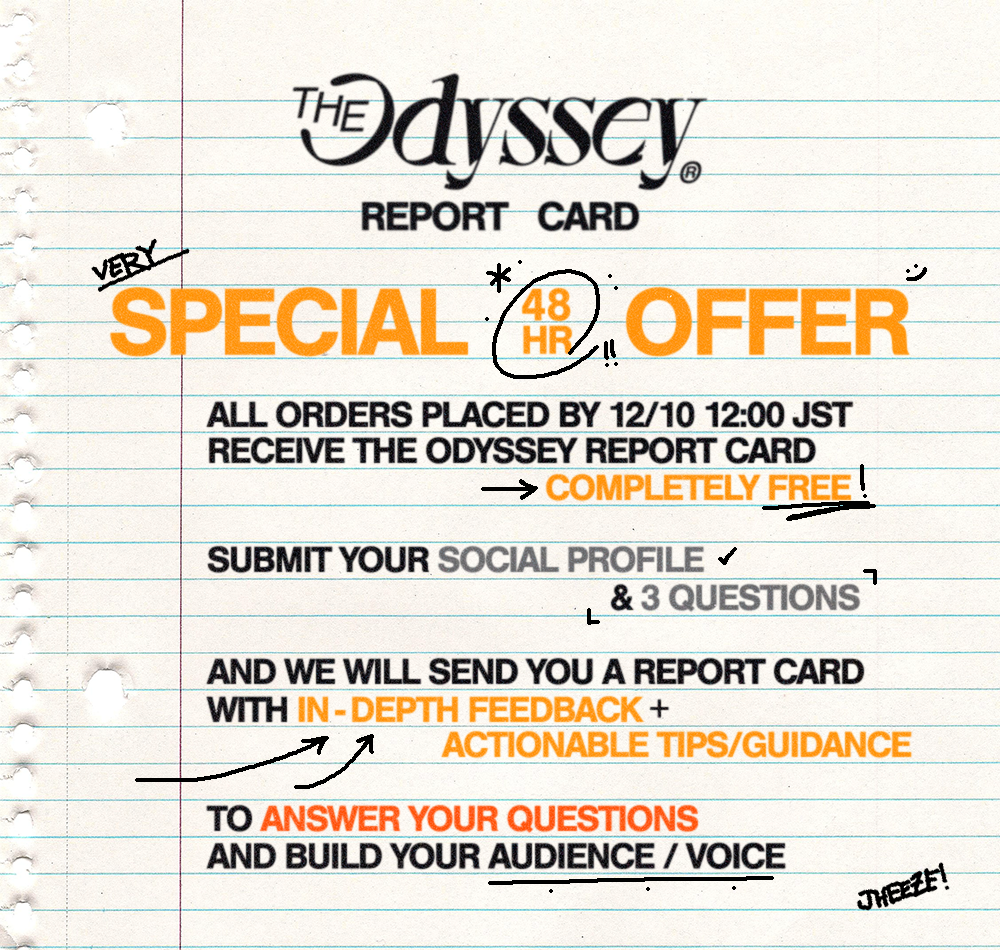 THE Odyssey®
REPORT CARD
VERY
SPECIAL *48 HR!! OFFER
ALL ORDERS PLACED BY 12/10 12:00 JST
RECEIVE THE ODYSSEY REPORT CARD
→ COMPLETELY FREE!
SUBMIT YOUR SOCIAL PROFILE ✓
& 3 QUESTIONS
AND WE WILL SEND YOU A REPORT CARD
WITH IN-DEPTH FEEDBACK +
ACTIONABLE TIPS/GUIDANCE
TO ANSWER YOUR QUESTIONS
AND BUILD YOUR AUDIENCE / VOICE
JHEEZE!